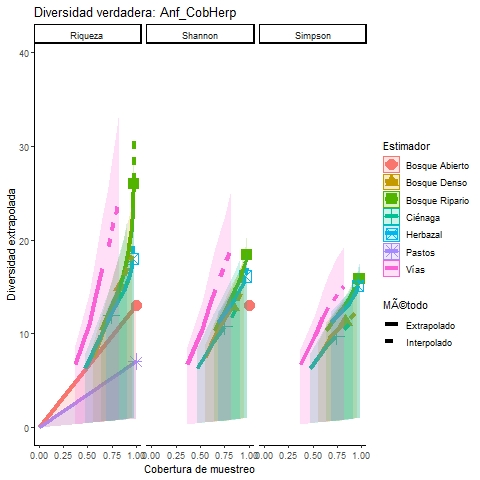 Diversidad verdadera: Anf_CobHerp
Riqueza
Shannon
Simpson
40
30
20
10
0
Diversidad extrapolada
0.00 0.25 0.50 0.75 1.00
0.00 0.25 0.50 0.75 1.00
0.00 0.25 0.50 0.75 1.00
Cobertura de muestreo
Estimador
Bosque Abierto
Bosque Denso
Bosque Ripario
Ciénaga
Herbazal
Pastos
Vías
MÃ©todo
Extrapolado
Interpolado